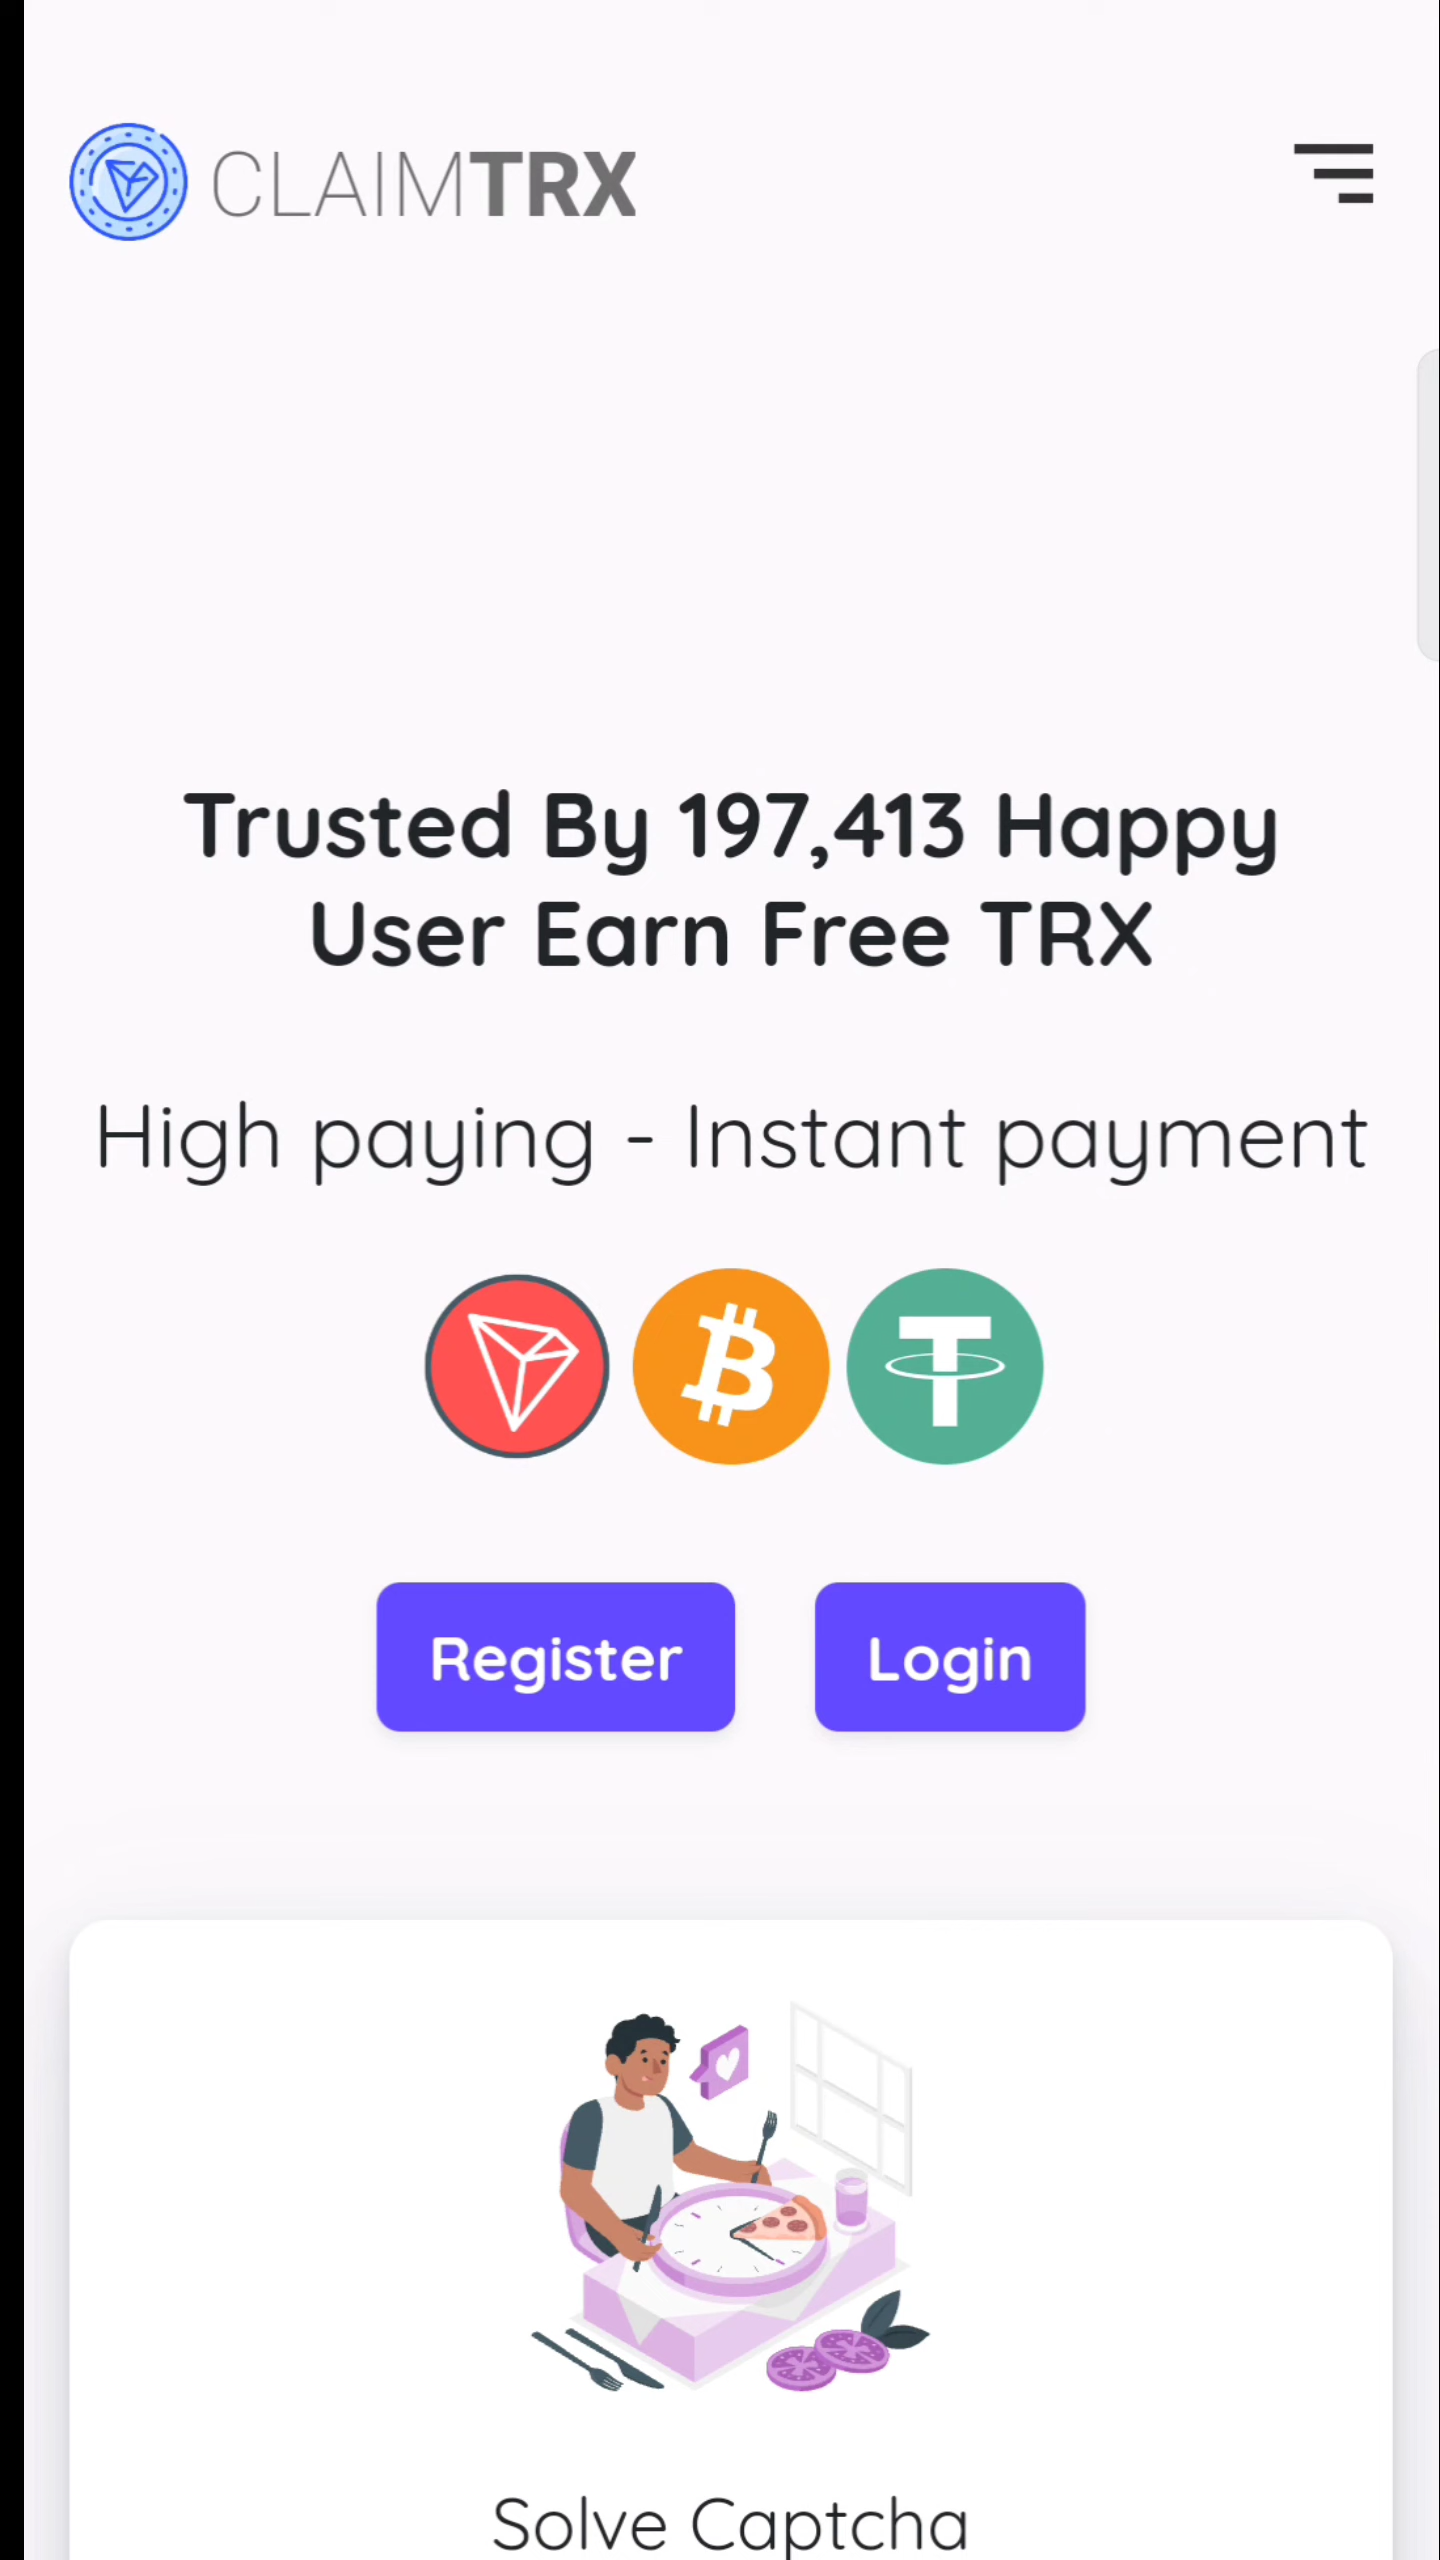 CLAIMTRX
Trusted By 197,413 Happy
User Earn Free TRX
High paying - Instant payment
Register Login
Solve Captcha